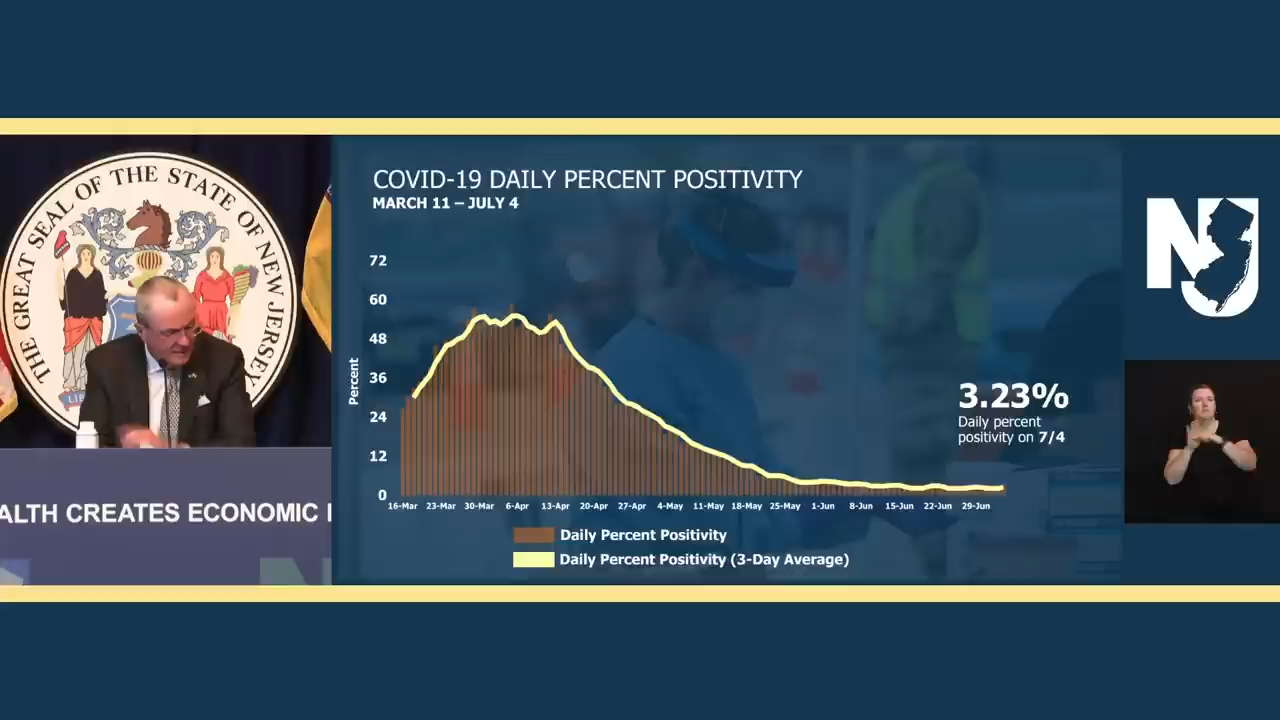 THE GREAT SEAL OF THE STATE OF NEW JERSEY
LIB
ALTH CREATES ECONOMIC
COVID-19 DAILY PERCENT POSITIVITY
MARCH 11 – JULY 4
72
60
48
36
24
12
0
Percent
16-Mar 23-Mar 30-Mar 6-Apr 13-Apr 20-Apr 27-Apr 4-May 11-May 18-May 25-May 1-Jun 8-Jun 15-Jun 22-Jun 29-Jun
3.23%
Daily percent
positivity on 7/4
Daily Percent Positivity
Daily Percent Positivity (3-Day Average)
NJ